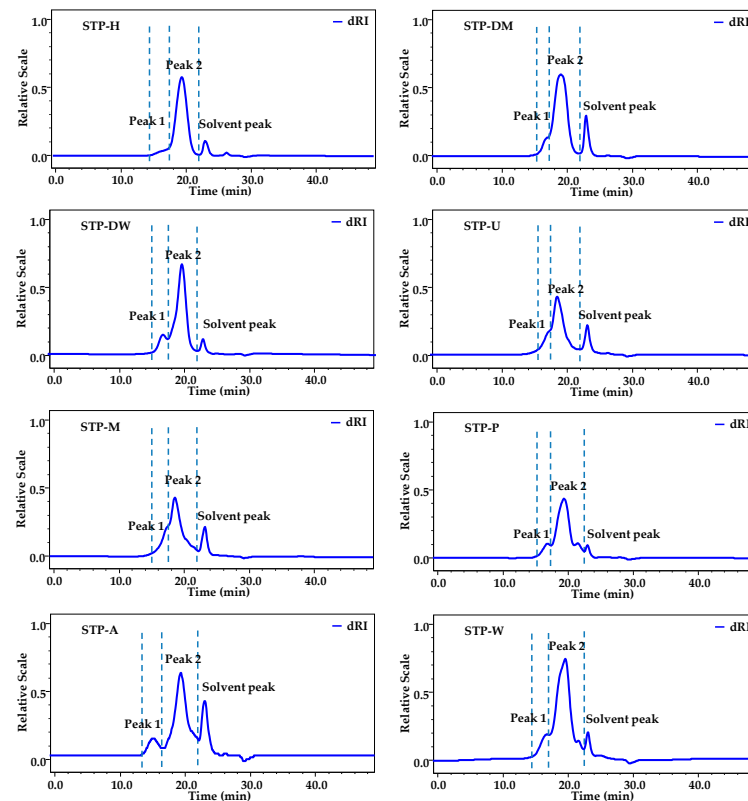 STP-H
dRI
Peak 2
Peak 1
Solvent peak
Relative Scale
1.0
0.5
0.0
0.0 10.0 20.0 30.0 40.0
Time (min)
STP-DM
dRI
Peak 2
Peak 1
Solvent peak
Relative Scale
1.0
0.5
0.0
0.0 10.0 20.0 30.0 40.0
Time (min)
STP-DW
dRI
Peak 2
Peak 1
Solvent peak
Relative Scale
1.0
0.5
0.0
0.0 10.0 20.0 30.0 40.0
Time (min)
STP-U
dRI
Peak 2
Peak 1
Solvent peak
Relative Scale
1.0
0.5
0.0
0.0 10.0 20.0 30.0 40.0
Time (min)
STP-M
dRI
Peak 2
Peak 1
Solvent peak
Relative Scale
1.0
0.5
0.0
0.0 10.0 20.0 30.0 40.0
Time (min)
STP-P
dRI
Peak 2
Peak 1
Solvent peak
Relative Scale
1.0
0.5
0.0
0.0 10.0 20.0 30.0 40.0
Time (min)
STP-A
dRI
Peak 2
Peak 1
Solvent peak
Relative Scale
1.0
0.5
0.0
0.0 10.0 20.0 30.0 40.0
Time (min)
STP-W
dRI
Peak 2
Peak 1
Solvent peak
Relative Scale
1.0
0.5
0.0
0.0 10.0 20.0 30.0 40.0
Time (min)